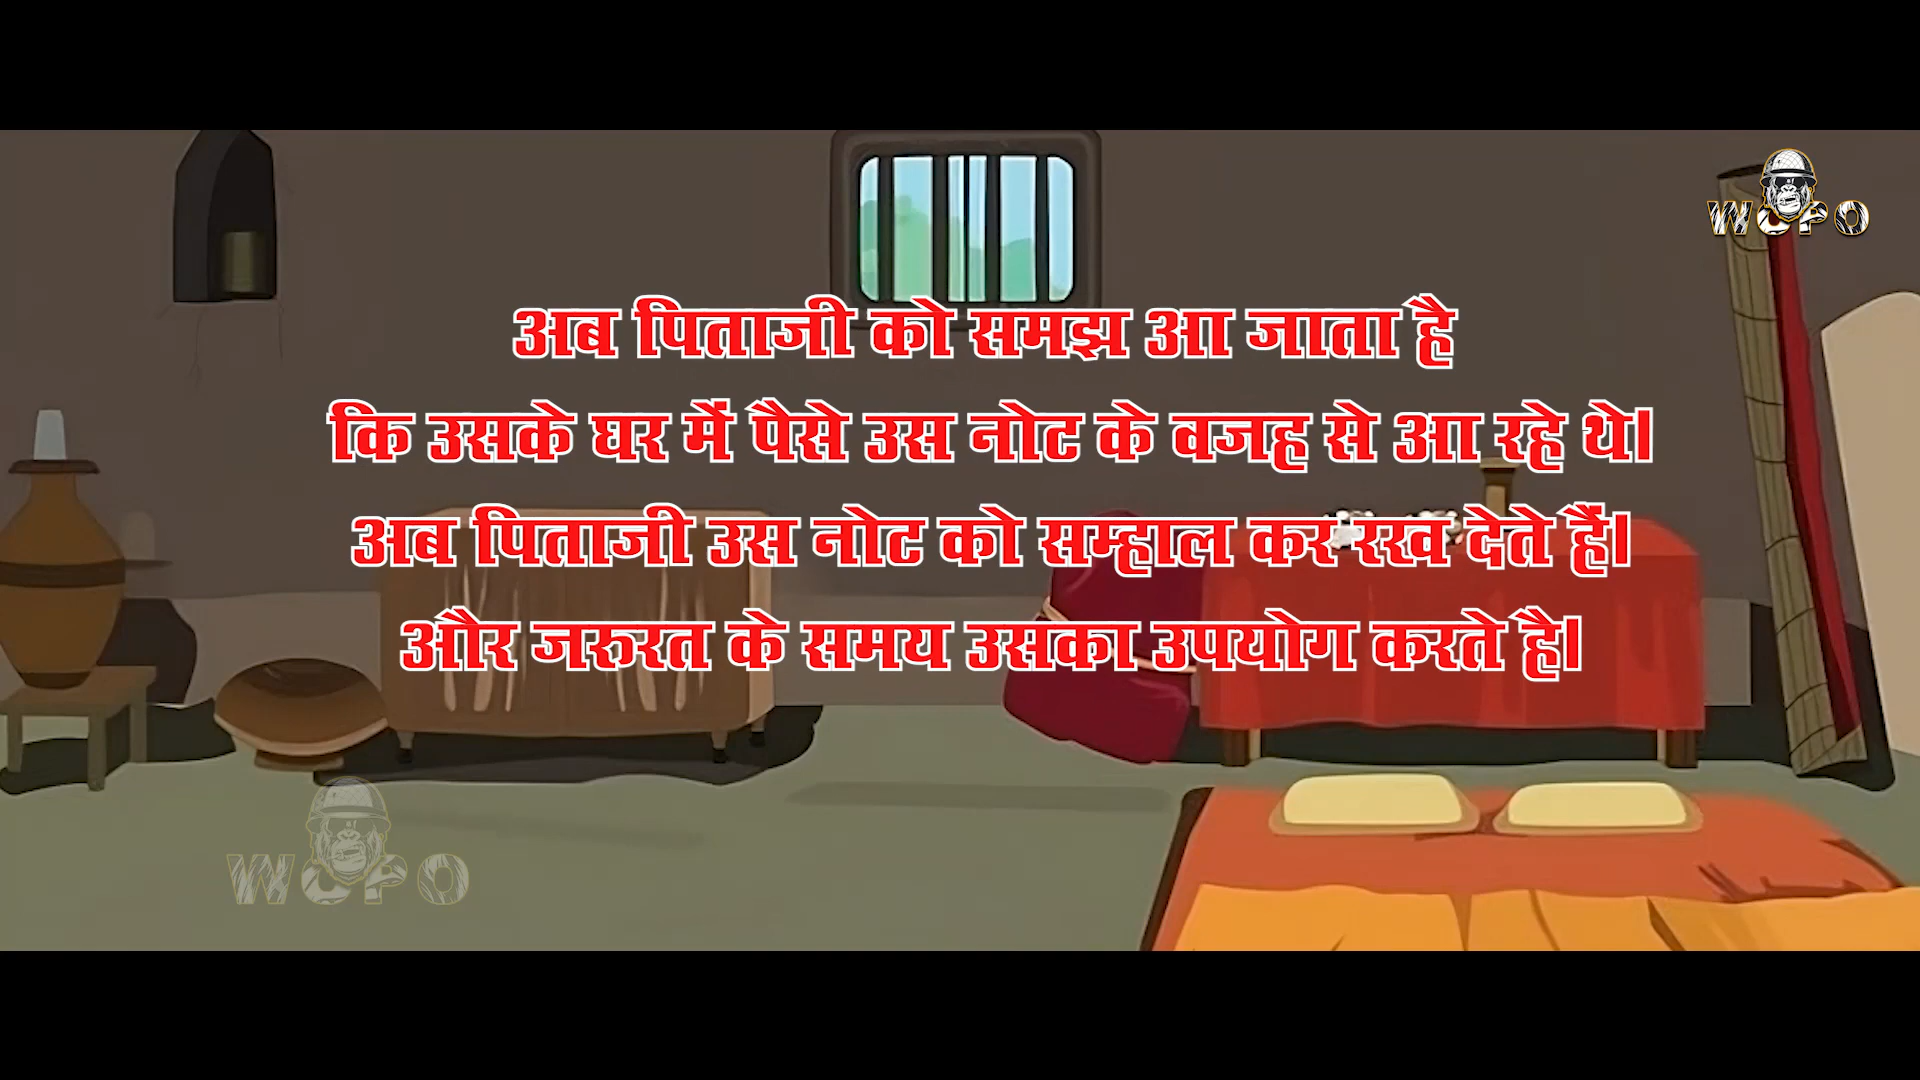 WOPO
अब पिताजी को समझ आ जाता है
कि उसके घर में पैसे उस नोट के वजह से आ रहे थे।
अब पिताजी उस नोट को सम्हाल कर रख देते हैं।
और जरूरत के समय उसका उपयोग करते है।
WOPO